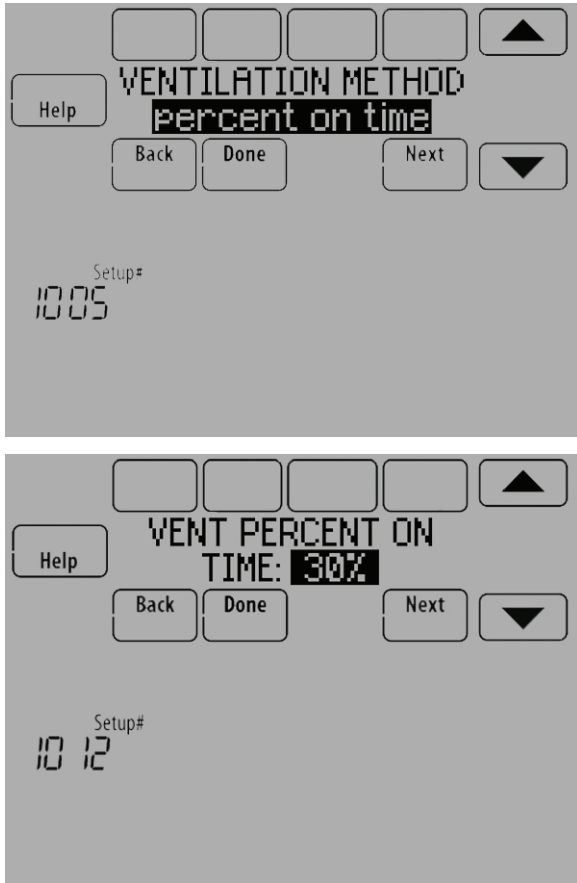 Help
VENTILATION METHOD
percent on time
Back Done Next
Setup#
1005
Help
VENT PERCENT ON
TIME: 30%
Back Done Next
Setup#
1012